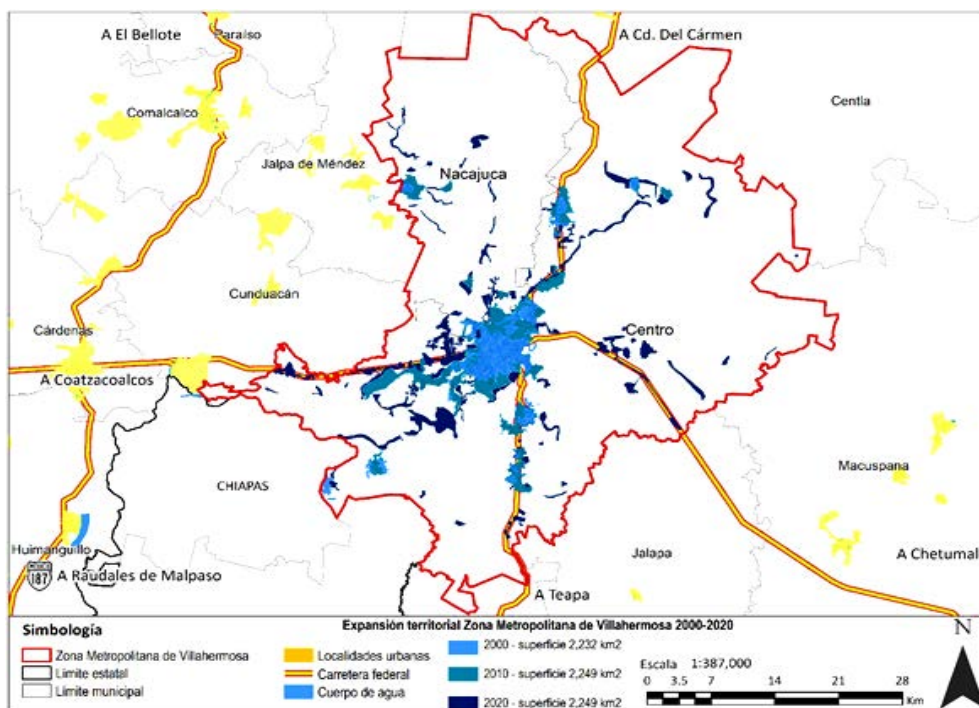 A El Bellote
Paraíso
A Cd. Del Cármen
Centla
Comalcalco
Jalpa de Méndez
Nacajuca
Cunduacán
Cárdenas
Centro
A Coatzacoalcos
Macuspana
CHIAPAS
Huimanguillo
Jalapa
A Chetumal
MEXICO
187
A Raudales de Malpaso
A Teapa
N
Simbología
Expansión territorial Zona Metropolitana de Villahermosa 2000-2020
Zona Metropolitana de Villahermosa
Localidades urbanas
2000 - superficie 2,232 km2
Límite estatal
Carretera federal
2010 - superficie 2,249 km2
Límite municipal
Cuerpo de agua
2020 - superficie 2,249 km2
Escala 1:387,000
0 3.5 7 14 21 28
Km